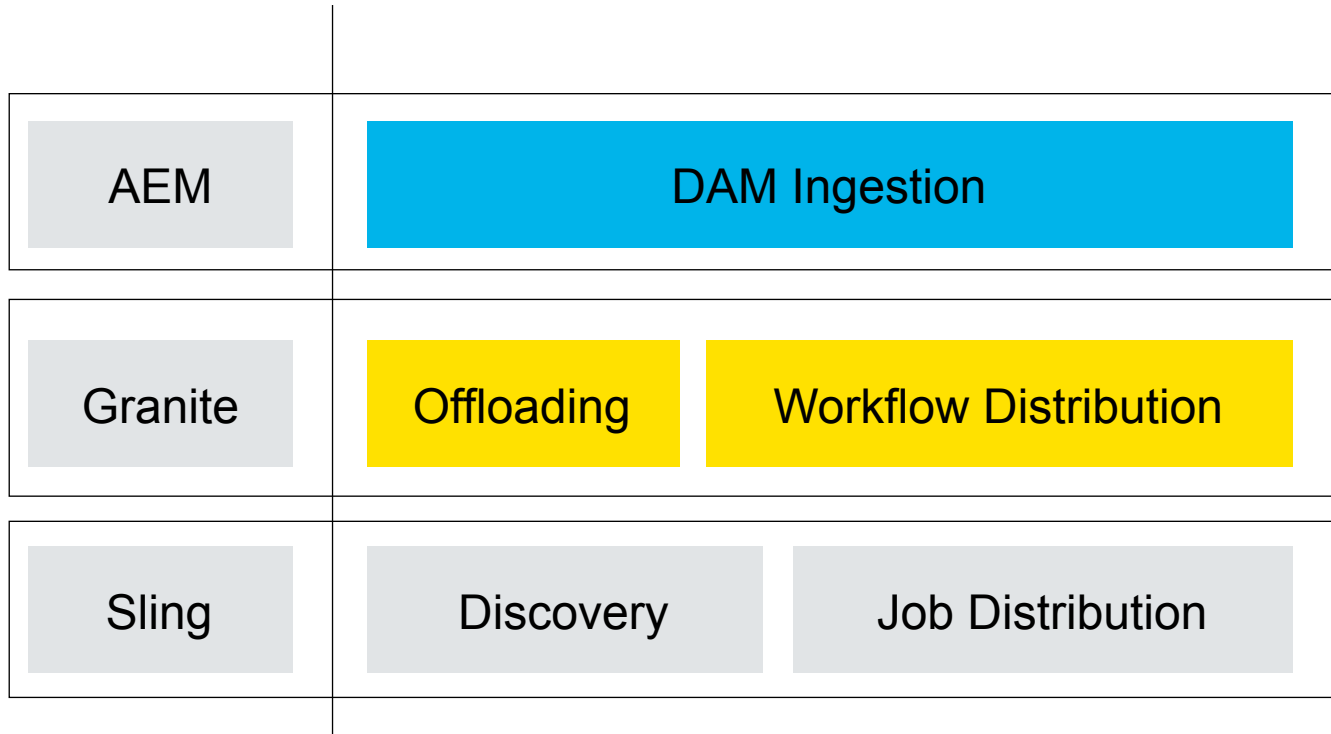 AEM
DAM Ingestion
Granite
Offloading
Workflow Distribution
Sling
Discovery
Job Distribution